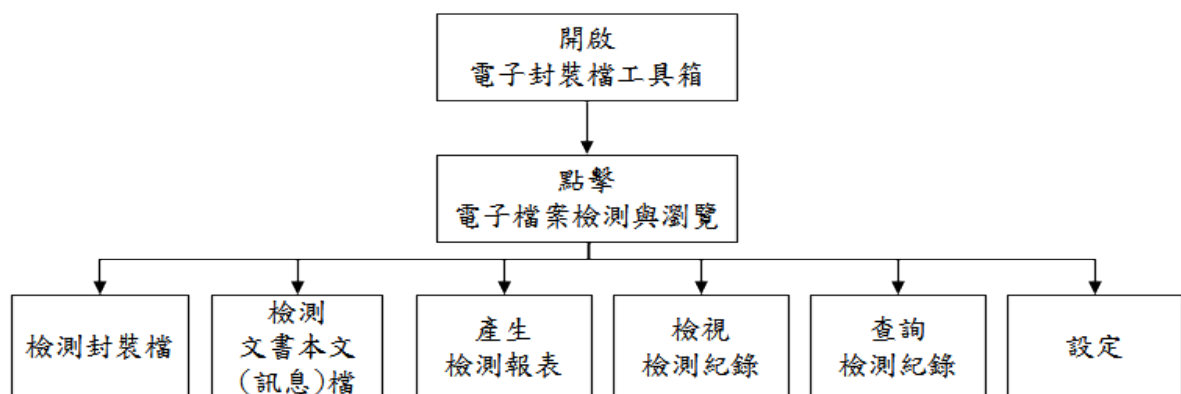 開啟
電子封裝檔工具箱
點擊
電子檔案檢測與瀏覽
檢測封裝檔
檢測
文書本文
(訊息)檔
產生
檢測報表
檢視
檢測紀錄
查詢
檢測紀錄
設定